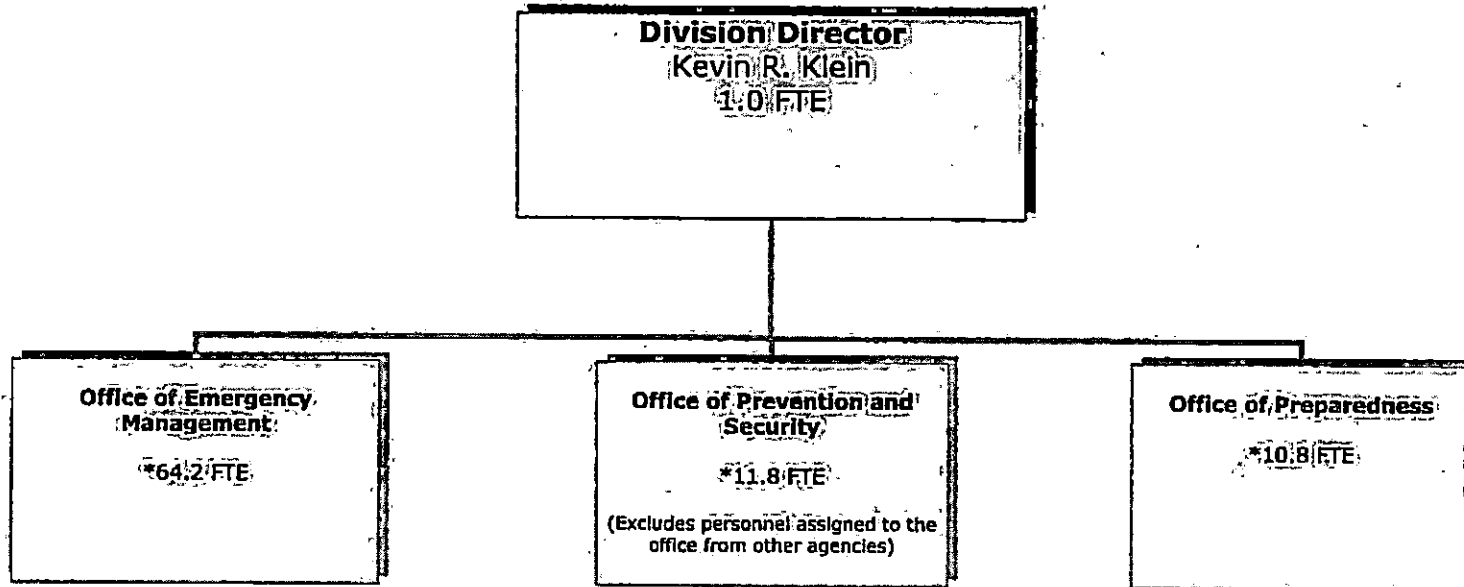 Division Director
Kevin R. Klein
1.0 FTE
Office of Emergency
Management
*64.2 FTE
Office of Prevention and
Security
*11.8 FTE
(Excludes personnel assigned to the
office from other agencies)
Office of Preparedness
*10.8 FTE